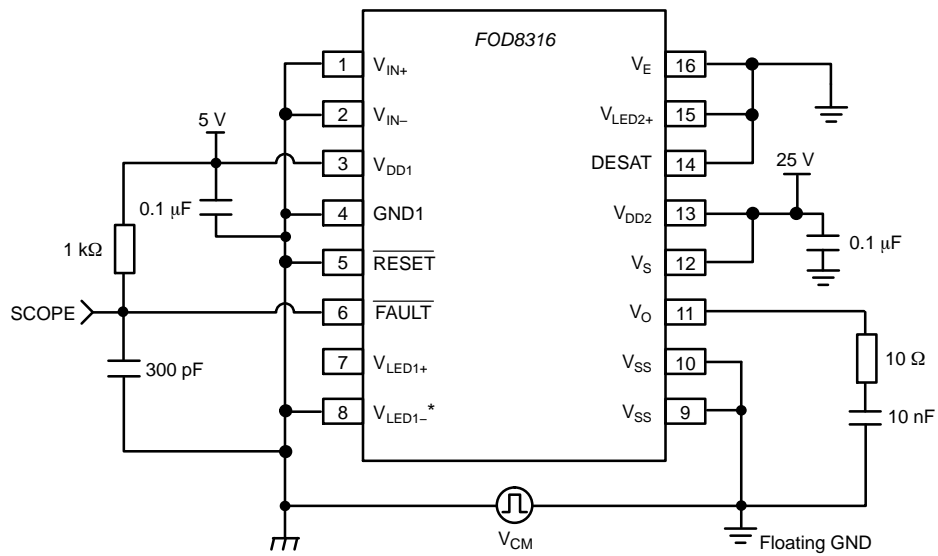 FOD8316
1 V_IN+
2 V_IN–
3 V_DD1
4 GND1
5 R̅E̅S̅E̅T̅
6 F̅A̅U̅L̅T̅
7 V_LED1+
8 V_LED1–*
V_E 16
V_LED2+ 15
DESAT 14
V_DD2 13
V_S 12
V_O 11
V_SS 10
V_SS 9
5 V
0.1 μF
1 kΩ
SCOPE
300 pF
25 V
0.1 μF
10 Ω
10 nF
V_CM
Floating GND